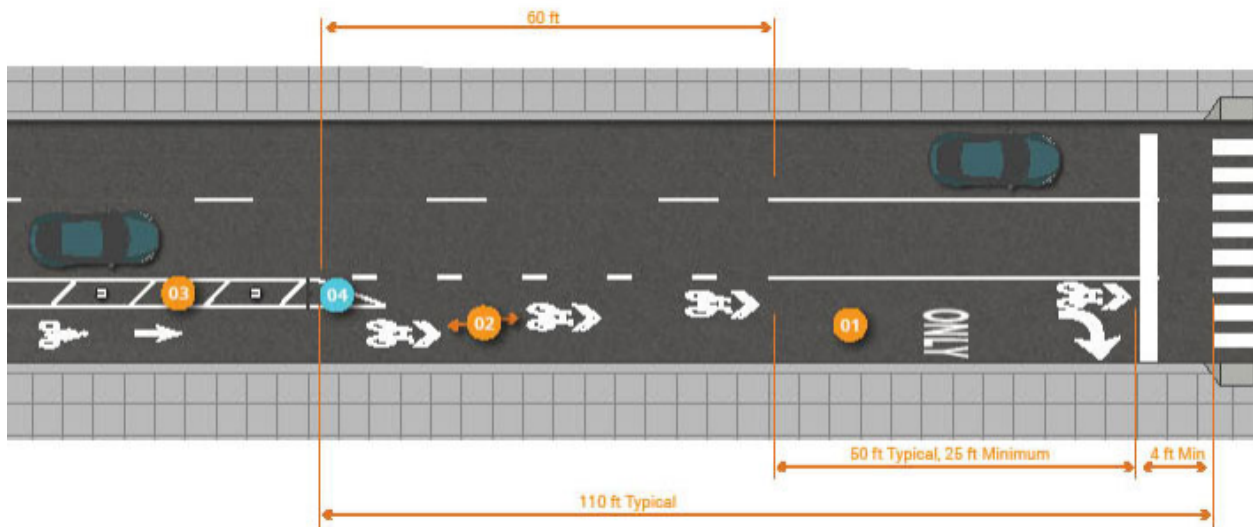 60 ft
03
04
02
01
ONLY
50 ft Typical, 25 ft Minimum
4 ft Min
110 ft Typical